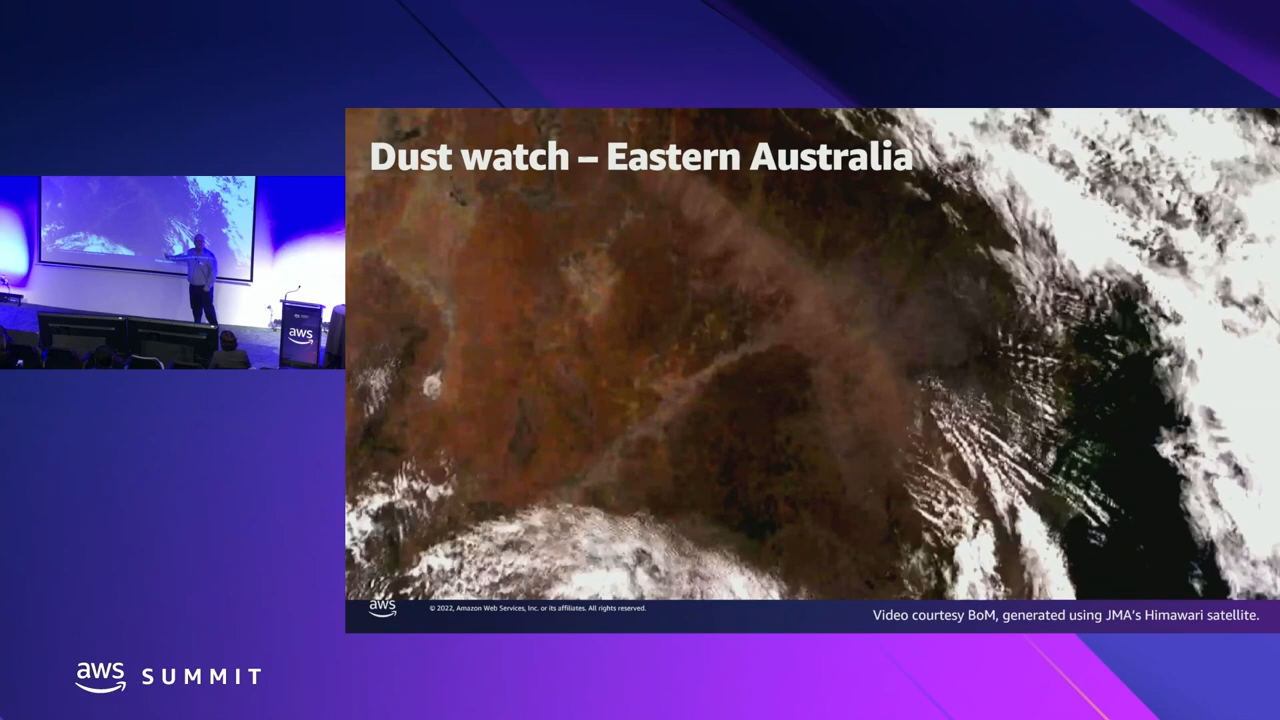 Dust watch – Eastern Australia
aws
aws
© 2022, Amazon Web Services, Inc. or its affiliates. All rights reserved.
Video courtesy BoM, generated using JMA's Himawari satellite.
aws SUMMIT